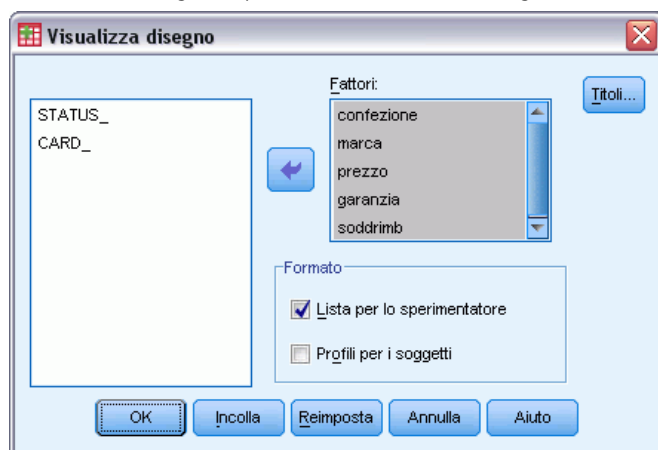 Visualizza disegno
Fattori:
Titoli...
STATUS_
CARD_
confezione
marca
prezzo
garanzia
soddrimb
Formato
Lista per lo sperimentatore
Profili per i soggetti
OK
Incolla
Reimposta
Annulla
Aiuto